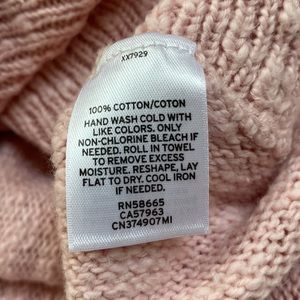 XX7929
100% COTTON/COTON
HAND WASH COLD WITH
LIKE COLORS. ONLY
NON-CHLORINE BLEACH IF
NEEDED. ROLL IN TOWEL
TO REMOVE EXCESS
MOISTURE. RESHAPE, LAY
FLAT TO DRY. COOL IRON
IF NEEDED.
RN58665
CA57963
CN374907MI